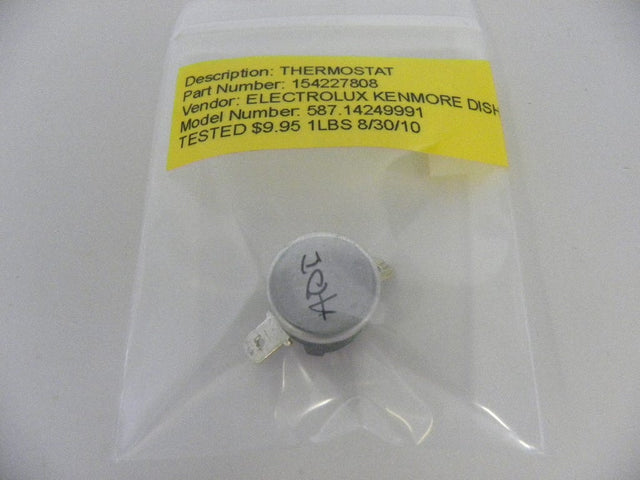 Description: THERMOSTAT
Part Number: 154227808
Vendor: ELECTROLUX KENMORE DISH
Model Number: 587.14249991
TESTED $9.95 1LBS 8/30/10